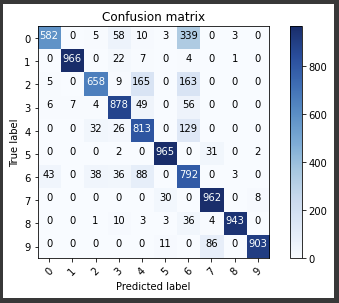 Confusion matrix
0 582 0 5 58 10 3 339 0 3 0
1 0 966 0 22 7 0 4 0 1 0
2 5 0 658 9 165 0 163 0 0 0
3 6 7 4 878 49 0 56 0 0 0
4 0 0 32 26 813 0 129 0 0 0
5 0 0 0 2 0 965 0 31 0 2
6 43 0 38 36 88 0 792 0 3 0
7 0 0 0 0 0 30 0 962 0 8
8 0 0 1 10 3 3 36 4 943 0
9 0 0 0 0 0 11 0 86 0 903
0 1 2 3 4 5 6 7 8 9
True label
Predicted label
800
600
400
200
0